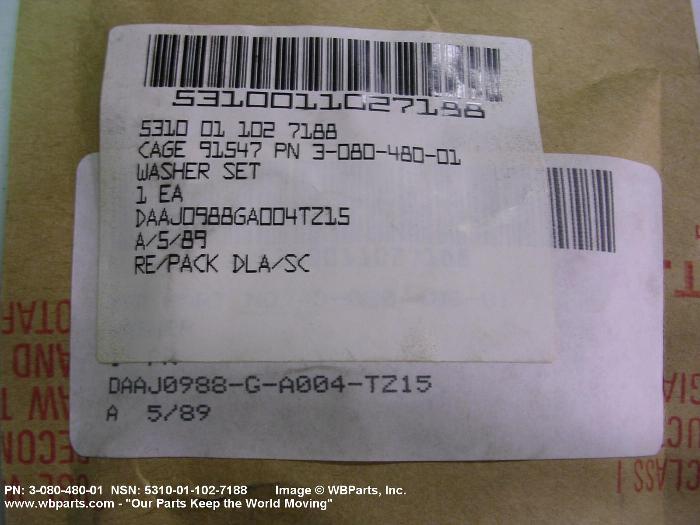 5310011027188
5310 01 102 7188
CAGE 91547 PN 3-080-480-01
WASHER SET
1 EA
DAAJ0988GA004TZ15
A/5/89
RE/PACK DLA/SC
DAAJ0988-G-A004-TZ15
A 5/89
CLASS I
PN: 3-080-480-01 NSN: 5310-01-102-7188 Image © WBParts, Inc.
www.wbparts.com - "Our Parts Keep the World Moving"